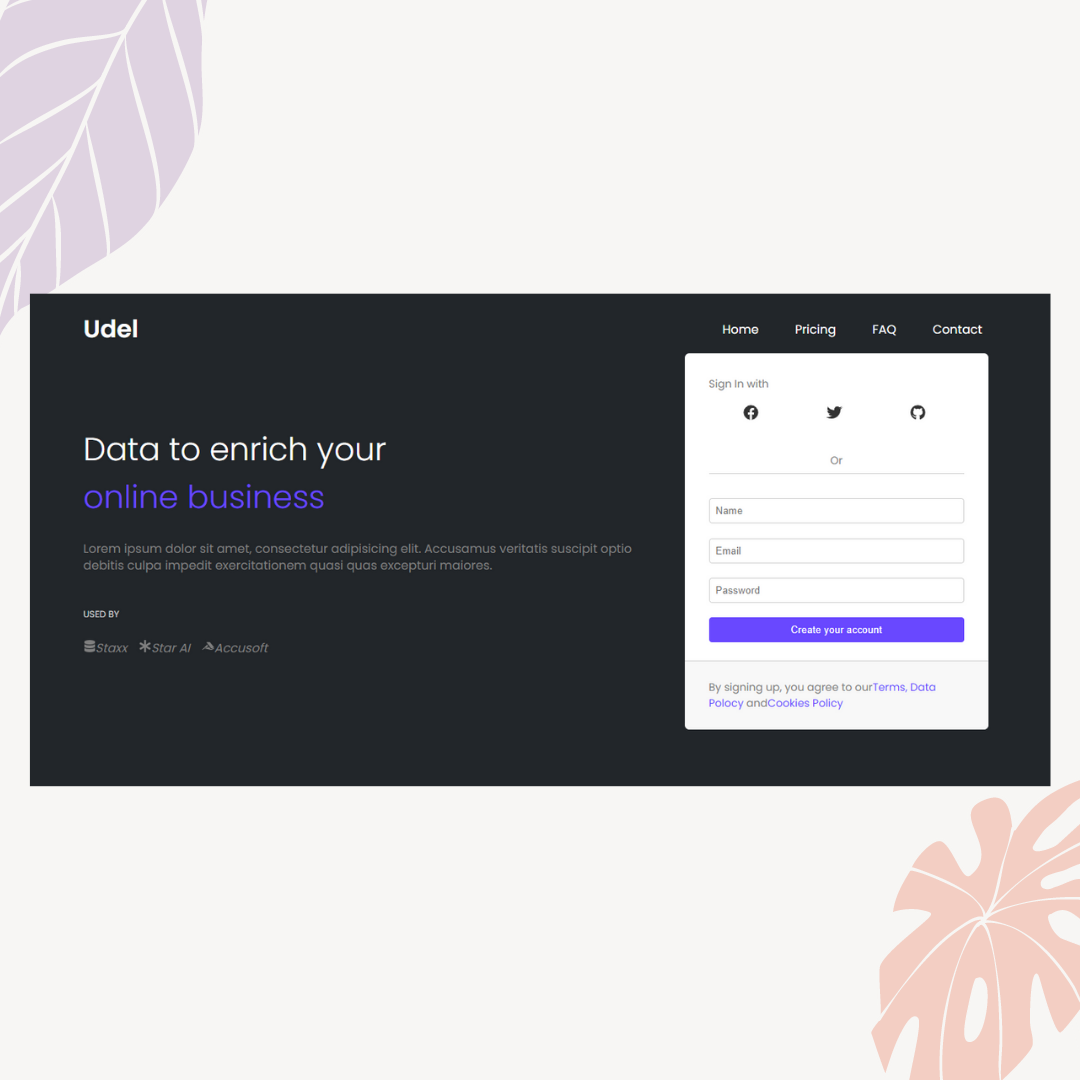 Udel
Home Pricing FAQ Contact
Data to enrich your
online business
Lorem ipsum dolor sit amet, consectetur adipisicing elit. Accusamus veritatis suscipit optio
debitis culpa impedit exercitationem quasi quas excepturi maiores.
USED BY
Staxx Star AI Accusoft
Sign In with
Or
Name
Email
Password
Create your account
By signing up, you agree to ourTerms, Data
Polocy andCookies Policy